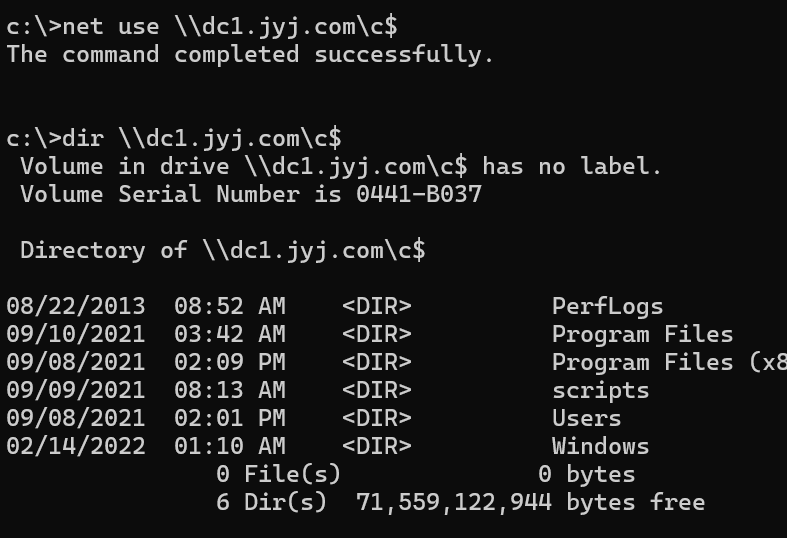 c:\>net use \\dc1.jyj.com\c$
The command completed successfully.
c:\>dir \\dc1.jyj.com\c$
 Volume in drive \\dc1.jyj.com\c$ has no label.
 Volume Serial Number is 0441-B037
 Directory of \\dc1.jyj.com\c$
08/22/2013  08:52 AM    <DIR>          PerfLogs
09/10/2021  03:42 AM    <DIR>          Program Files
09/08/2021  02:09 PM    <DIR>          Program Files (x8
09/09/2021  08:13 AM    <DIR>          scripts
09/08/2021  02:01 PM    <DIR>          Users
02/14/2022  01:10 AM    <DIR>          Windows
               0 File(s)              0 bytes
               6 Dir(s)  71,559,122,944 bytes free